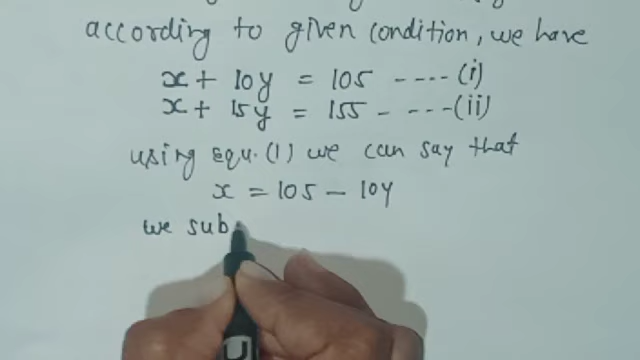 according to given condition, we have
x + 10y = 105 ---- (i)
x + 15y = 155 - ---- (ii)
using equ. (1) we can say that
x = 105 - 10y
we sub